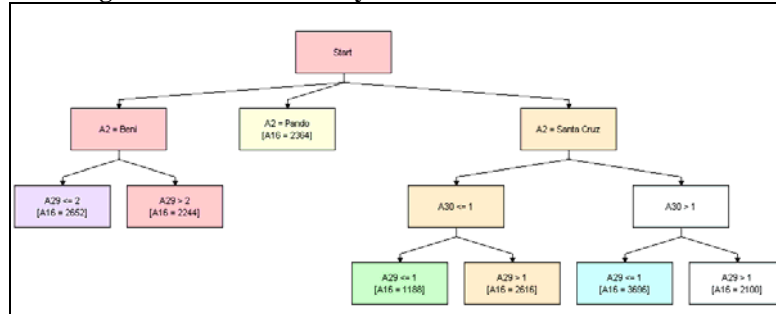 Start
A2 = Beni
A2 = Pando
[A16 = 2364]
A2 = Santa Cruz
A29 <= 2
[A16 = 2652]
A29 > 2
[A16 = 2244]
A30 <= 1
A30 > 1
A29 <= 1
[A16 = 1188]
A29 > 1
[A16 = 2616]
A29 <= 1
[A16 = 3696]
A29 > 1
[A16 = 2100]